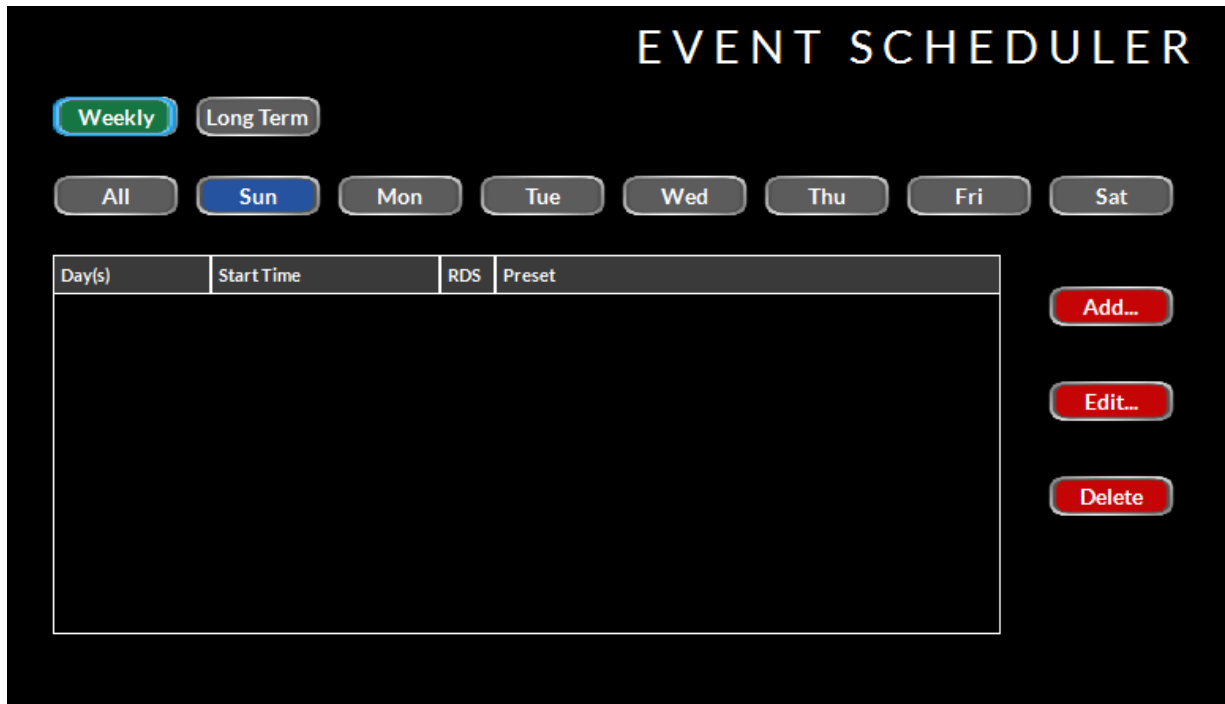 EVENT SCHEDULER
Weekly Long Term
All Sun Mon Tue Wed Thu Fri Sat
Day(s) Start Time RDS Preset
Add...
Edit...
Delete